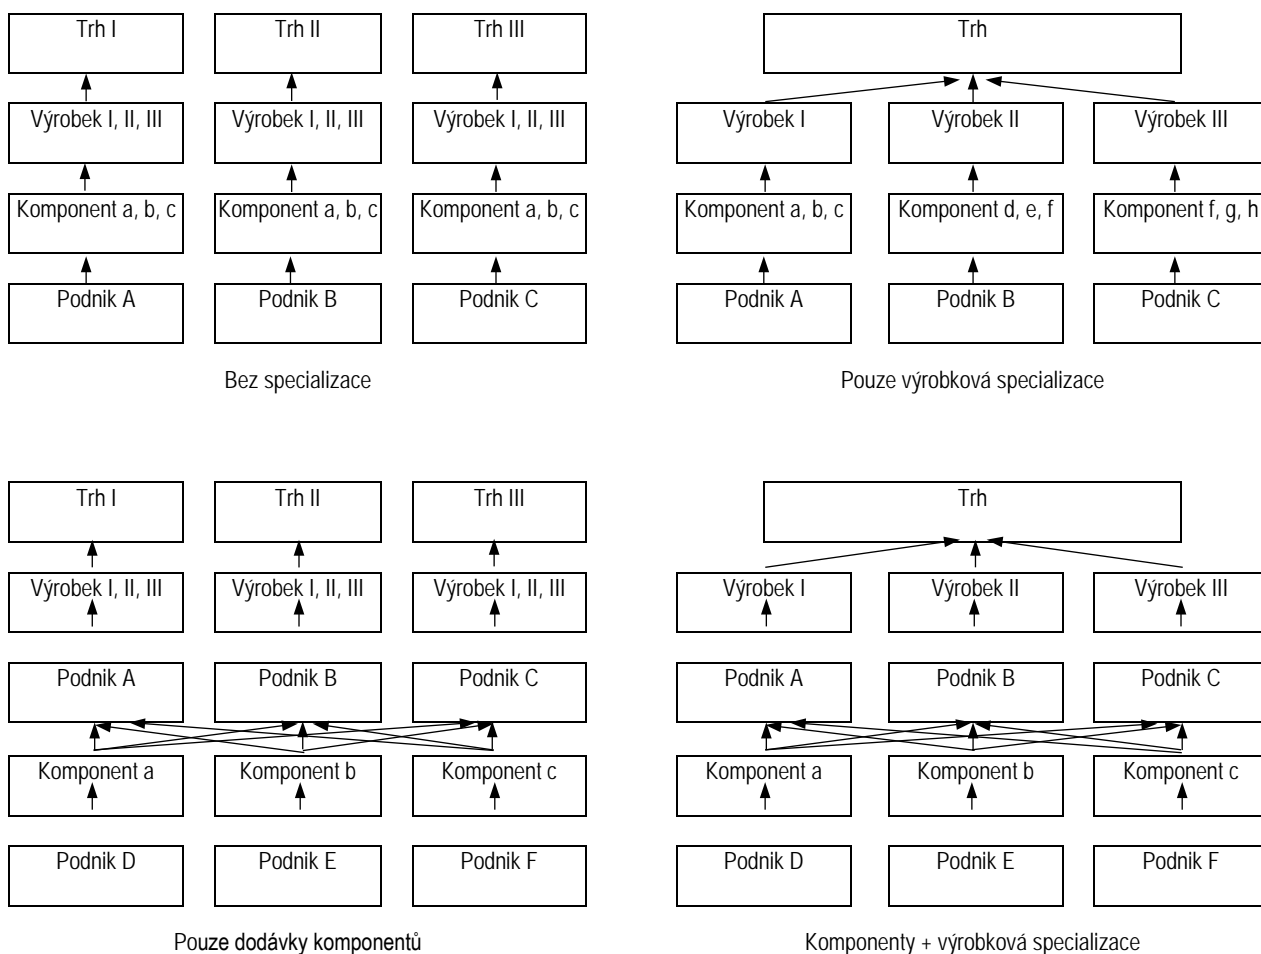 Trh I
Trh II
Trh III
Výrobek I, II, III
Výrobek I, II, III
Výrobek I, II, III
Komponent a, b, c
Komponent a, b, c
Komponent a, b, c
Podnik A
Podnik B
Podnik C
Bez specializace
Trh
Výrobek I
Výrobek II
Výrobek III
Komponent a, b, c
Komponent d, e, f
Komponent f, g, h
Podnik A
Podnik B
Podnik C
Pouze výrobková specializace
Trh I
Trh II
Trh III
Výrobek I, II, III
Výrobek I, II, III
Výrobek I, II, III
Podnik A
Podnik B
Podnik C
Komponent a
Komponent b
Komponent c
Podnik D
Podnik E
Podnik F
Pouze dodávky komponentů
Trh
Výrobek I
Výrobek II
Výrobek III
Podnik A
Podnik B
Podnik C
Komponent a
Komponent b
Komponent c
Podnik D
Podnik E
Podnik F
Komponenty + výrobková specializace